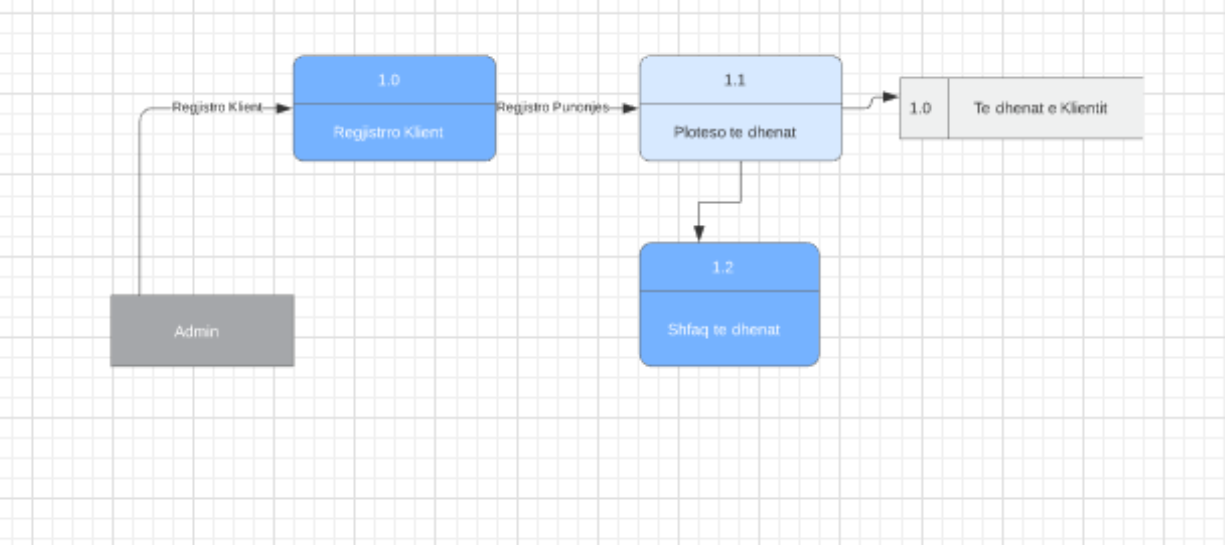 1.0
1.1
Regjistro Klient
Regjistro Punonjes
1.0
Te dhenat e Klientit
Regjistrro Klient
Ploteso te dhenat
1.2
Shfaq te dhenat
Admin